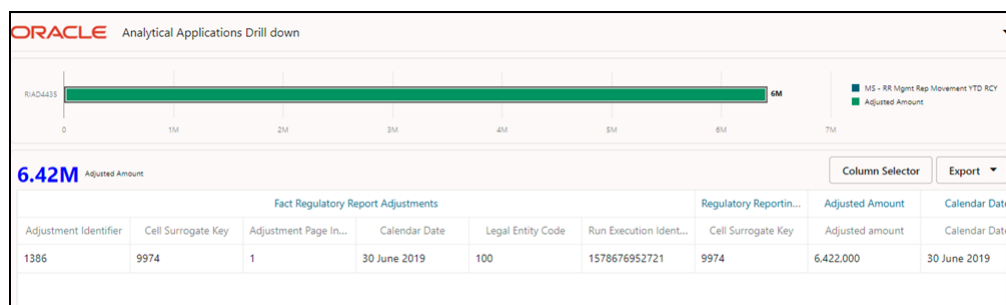 ORACLE Analytical Applications Drill down
RIAD4435
6M
MS - RR Mgmt Rep Movement YTD RCY
Adjusted Amount
0 1M 2M 3M 4M 5M 6M 7M
6.42M Adjusted Amount
Column Selector Export
Fact Regulatory Report Adjustments Regulatory Reportin... Adjusted Amount Calendar Date
Adjustment Identifier Cell Surrogate Key Adjustment Page In... Calendar Date Legal Entity Code Run Execution Ident... Cell Surrogate Key Adjusted amount Calendar Date
1386 9974 1 30 June 2019 100 1578676952721 9974 6,422,000 30 June 2019